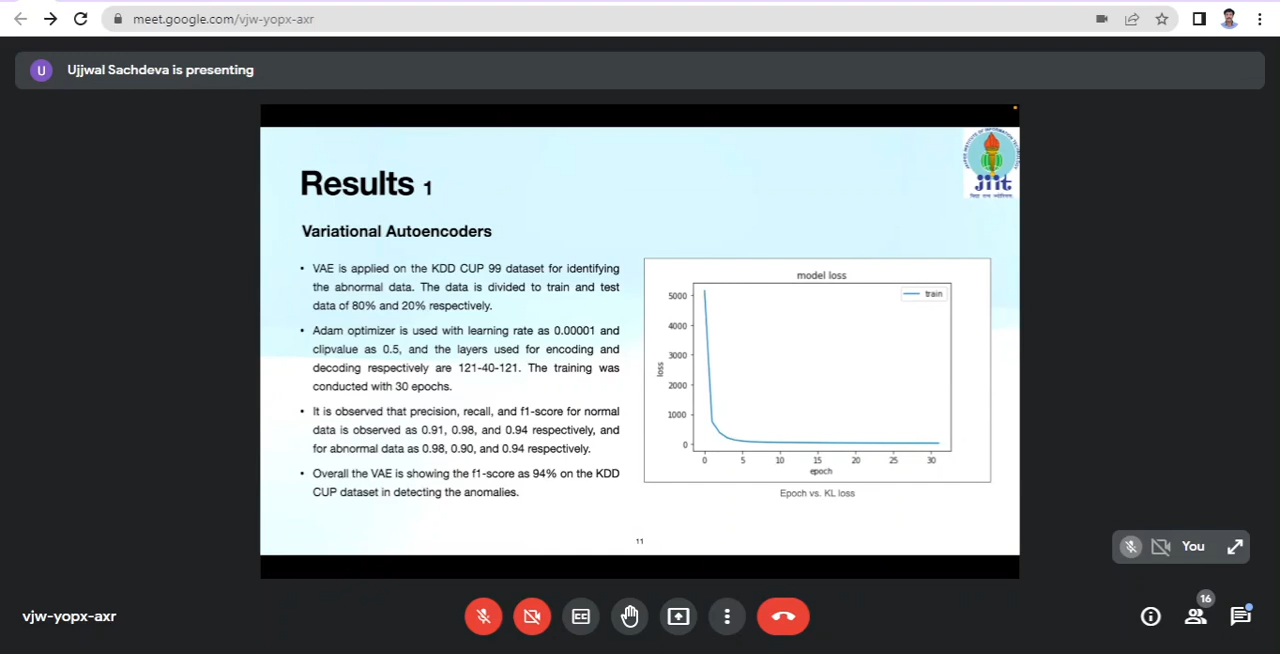 meet.google.com/vjw-yopx-axr
U
Ujjwal Sachdeva is presenting
jiit
Results 1
Variational Autoencoders
• VAE is applied on the KDD CUP 99 dataset for identifying
the abnormal data. The data is divided to train and test
data of 80% and 20% respectively.
• Adam optimizer is used with learning rate as 0.00001 and
clipvalue as 0.5, and the layers used for encoding and
decoding respectively are 121-40-121. The training was
conducted with 30 epochs.
• It is observed that precision, recall, and f1-score for normal
data is observed as 0.91, 0.98, and 0.94 respectively, and
for abnormal data as 0.98, 0.90, and 0.94 respectively.
• Overall the VAE is showing the f1-score as 94% on the KDD
CUP dataset in detecting the anomalies.
model loss
train
5000
4000
3000
2000
1000
0
loss
0 5 10 15 20 25 30
epoch
Epoch vs. KL loss
11
You
vjw-yopx-axr
CC
16